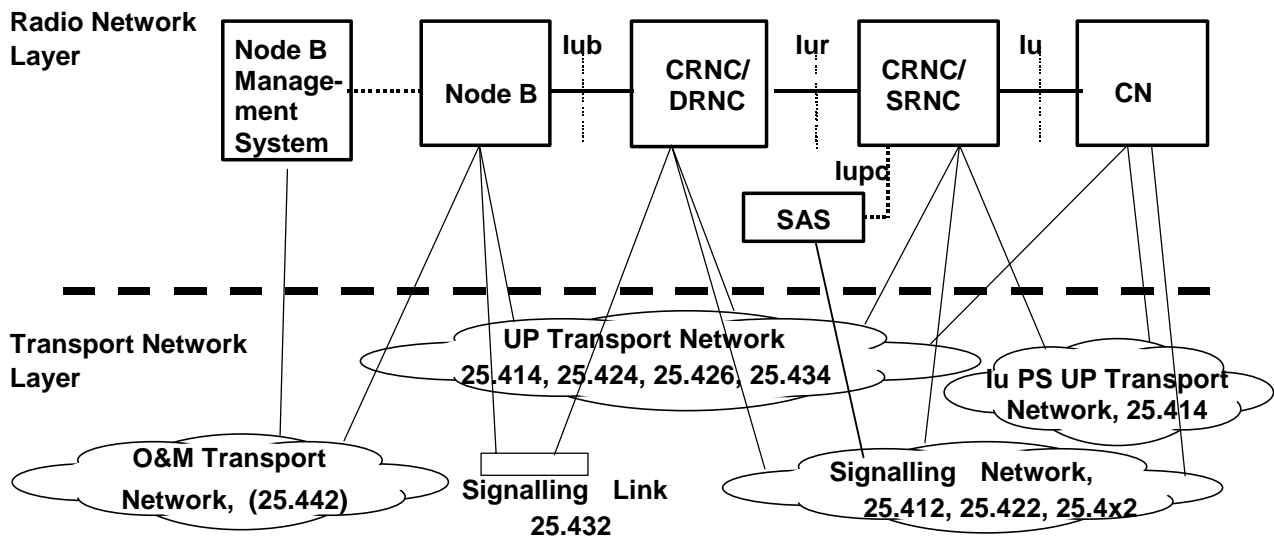 Radio Network
Layer
Node B
Manage-
ment
System
Node B
Iub
CRNC/
DRNC
Iur
CRNC/
SRNC
Iu
CN
Iupc
SAS
Transport Network
Layer
UP Transport Network
25.414, 25.424, 25.426, 25.434
Iu PS UP Transport
Network, 25.414
O&M Transport
Network, (25.442)
Signalling Link
25.432
Signalling Network,
25.412, 25.422, 25.4x2